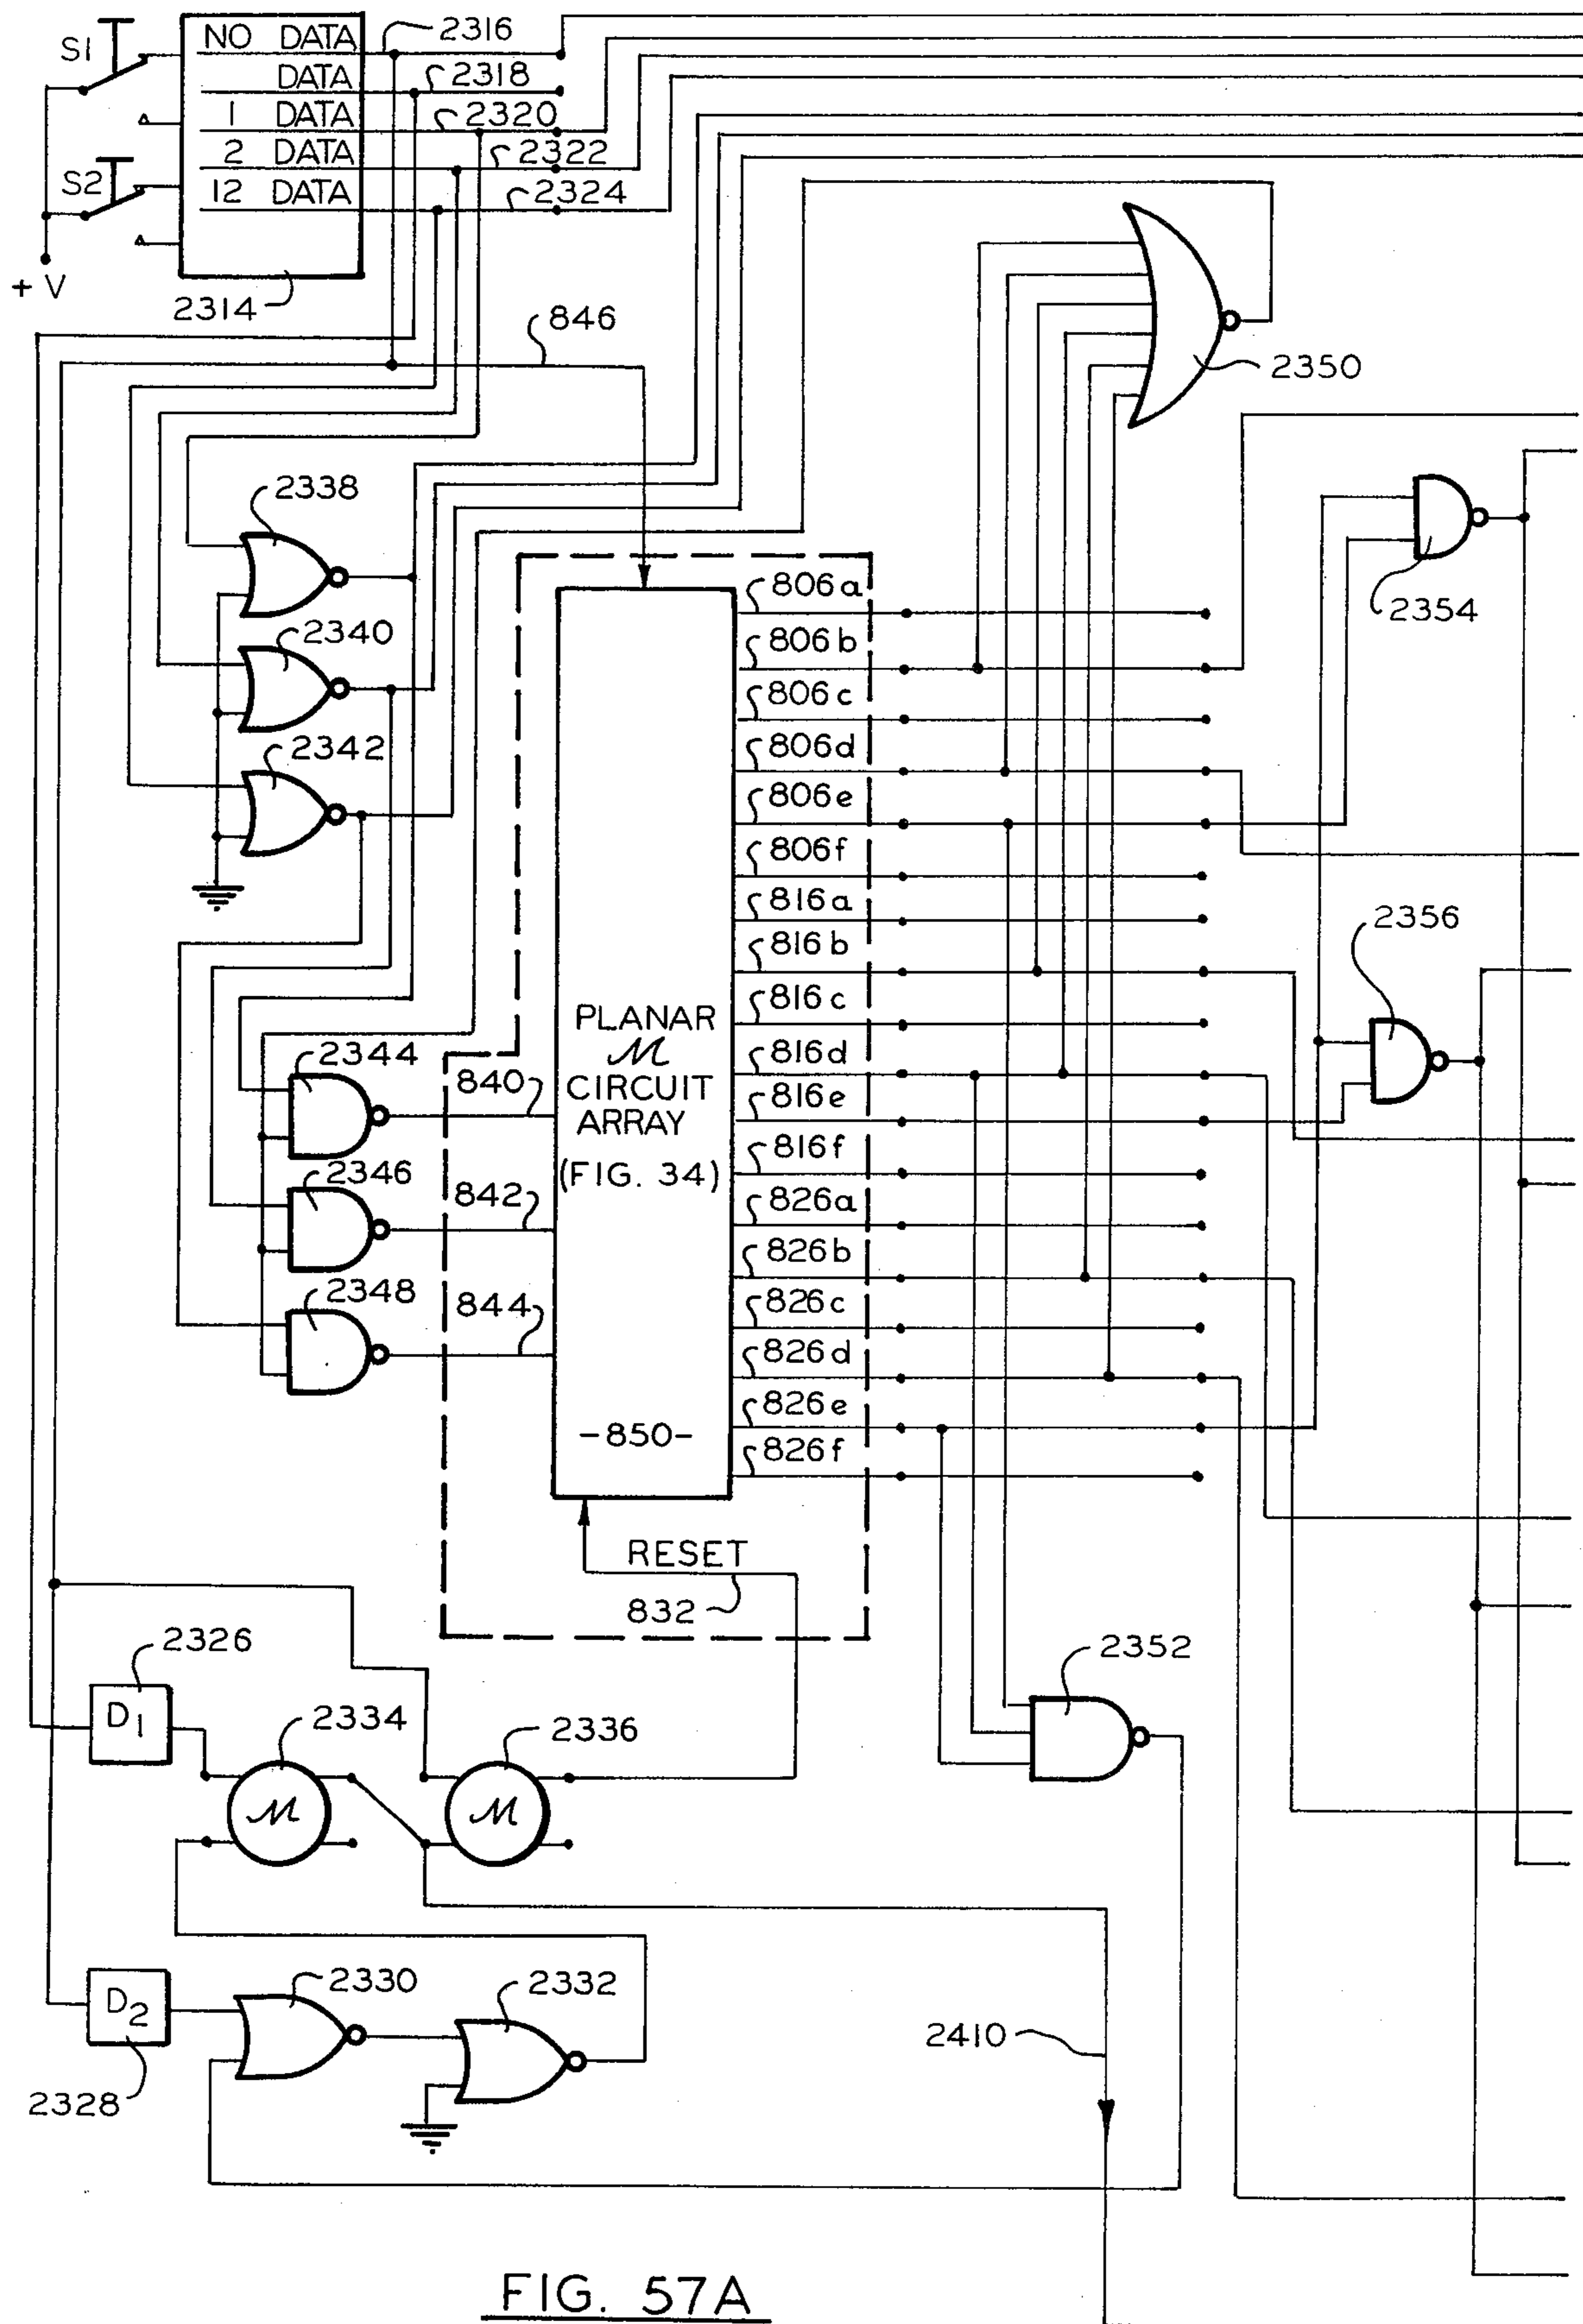 S1
NO DATA
2316
DATA
2318
1 DATA
2320
2 DATA
2322
S2
12 DATA
2324
+ V
2314
846
2350
2338
2354
2340
2342
806a
806b
806c
806d
806e
806f
816a
816b
2356
816c
816d
816e
816f
826a
826b
826c
826d
826e
826f
PLANAR
M
CIRCUIT
ARRAY
(FIG. 34)
-850-
2344
840
2346
842
2348
844
RESET
832
2326
D1
2334
M
2336
M
2352
D2
2328
2330
2332
2410
FIG. 57A